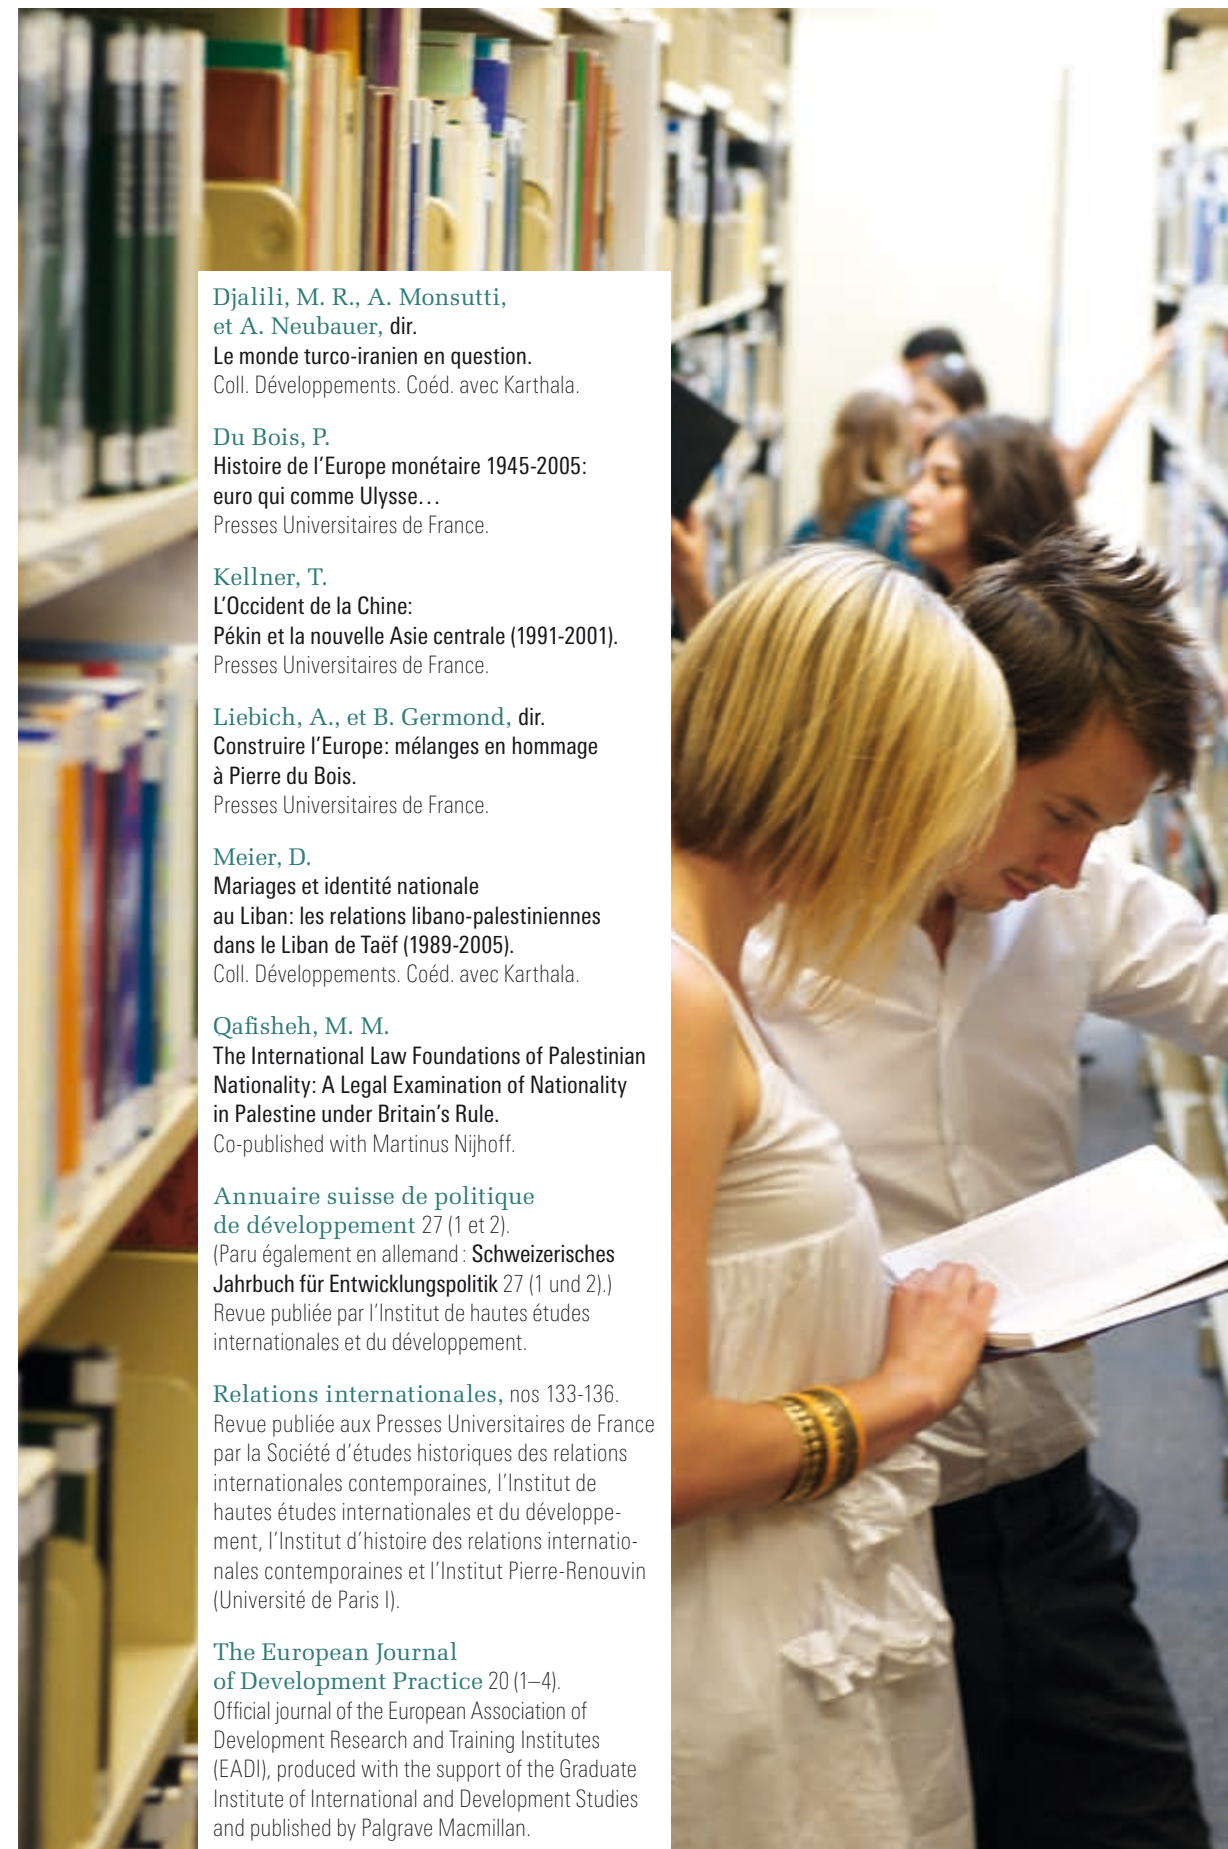 Djalili, M. R., A. Monsutti,
et A. Neubauer, dir.
Le monde turco-iranien en question.
Coll. Développements. Coéd. avec Karthala.
Du Bois, P.
Histoire de l'Europe monétaire 1945-2005:
euro qui comme Ulysse…
Presses Universitaires de France.
Kellner, T.
L'Occident de la Chine:
Pékin et la nouvelle Asie centrale (1991-2001).
Presses Universitaires de France.
Liebich, A., et B. Germond, dir.
Construire l'Europe: mélanges en hommage
à Pierre du Bois.
Presses Universitaires de France.
Meier, D.
Mariages et identité nationale
au Liban: les relations libano-palestiniennes
dans le Liban de Taëf (1989-2005).
Coll. Développements. Coéd. avec Karthala.
Qafisheh, M. M.
The International Law Foundations of Palestinian
Nationality: A Legal Examination of Nationality
in Palestine under Britain's Rule.
Co-published with Martinus Nijhoff.
Annuaire suisse de politique
de développement 27 (1 et 2).
(Paru également en allemand : Schweizerisches
Jahrbuch für Entwicklungspolitik 27 (1 und 2).)
Revue publiée par l'Institut de hautes études
internationales et du développement.
Relations internationales, nos 133-136.
Revue publiée aux Presses Universitaires de France
par la Société d'études historiques des relations
internationales contemporaines, l'Institut de
hautes études internationales et du développe-
ment, l'Institut d'histoire des relations internatio-
nales contemporaines et l'Institut Pierre-Renouvin
(Université de Paris I).
The European Journal
of Development Practice 20 (1–4).
Official journal of the European Association of
Development Research and Training Institutes
(EADI), produced with the support of the Graduate
Institute of International and Development Studies
and published by Palgrave Macmillan.